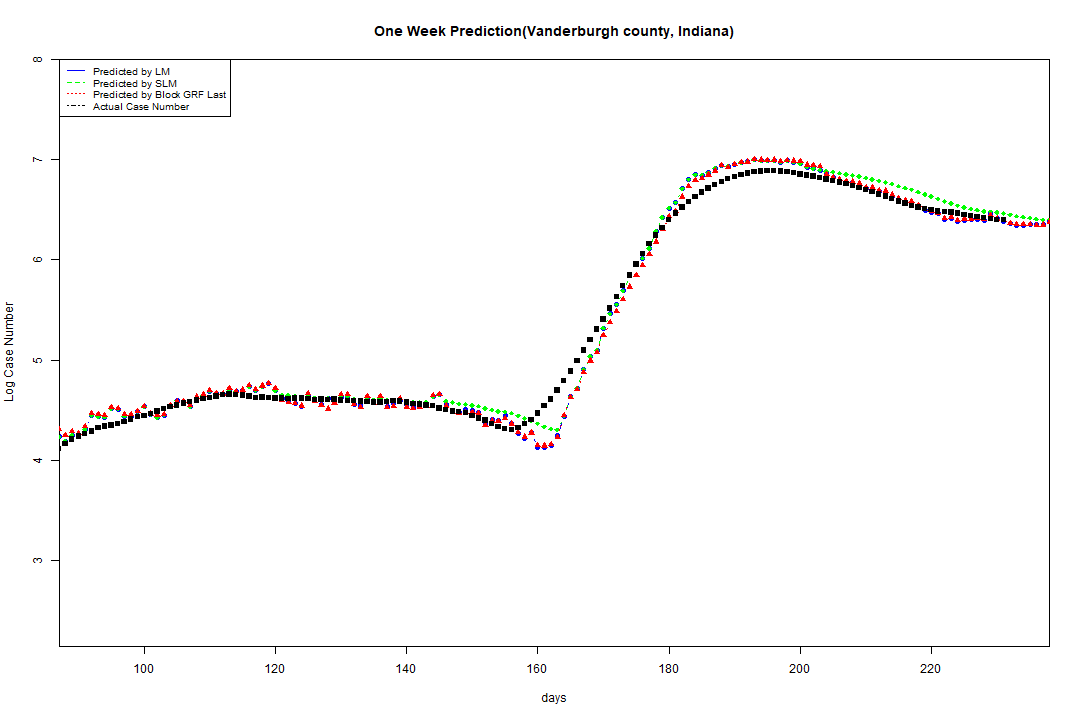 One Week Prediction(Vanderburgh county, Indiana)
Predicted by LM
Predicted by SLM
Predicted by Block GRF Last
Actual Case Number
Log Case Number
8
7
6
5
4
3
100 120 140 160 180 200 220
days